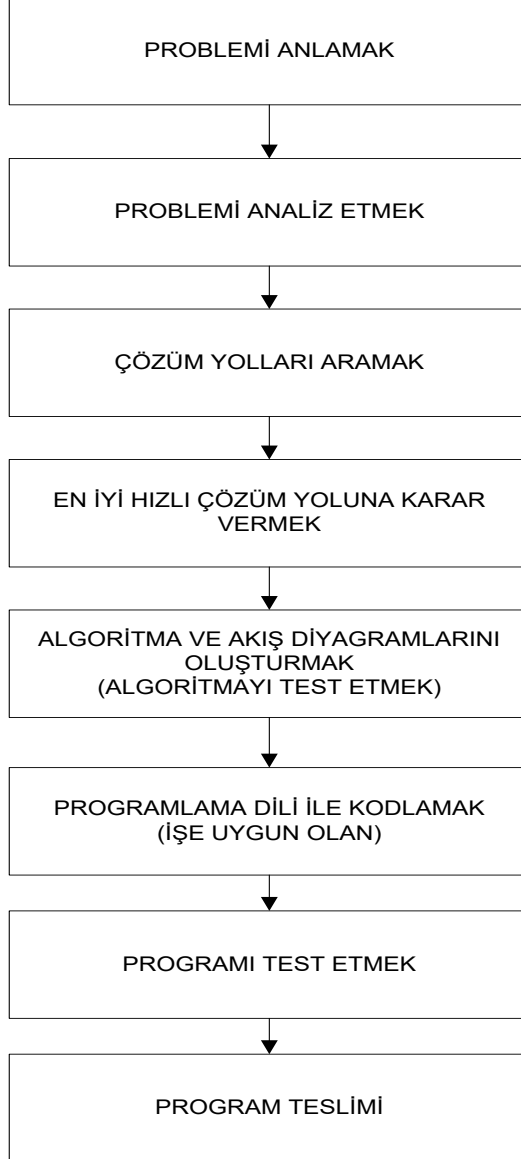 PROBLEMİ ANLAMAK
PROBLEMİ ANALİZ ETMEK
ÇÖZÜM YOLLARI ARAMAK
EN İYİ HIZLI ÇÖZÜM YOLUNA KARAR
VERMEK
ALGORİTMA VE AKIŞ DİYAGRAMLARINI
OLUŞTURMAK
(ALGORİTMAYI TEST ETMEK)
PROGRAMLAMA DİLİ İLE KODLAMAK
(İŞE UYGUN OLAN)
PROGRAMI TEST ETMEK
PROGRAM TESLİMİ